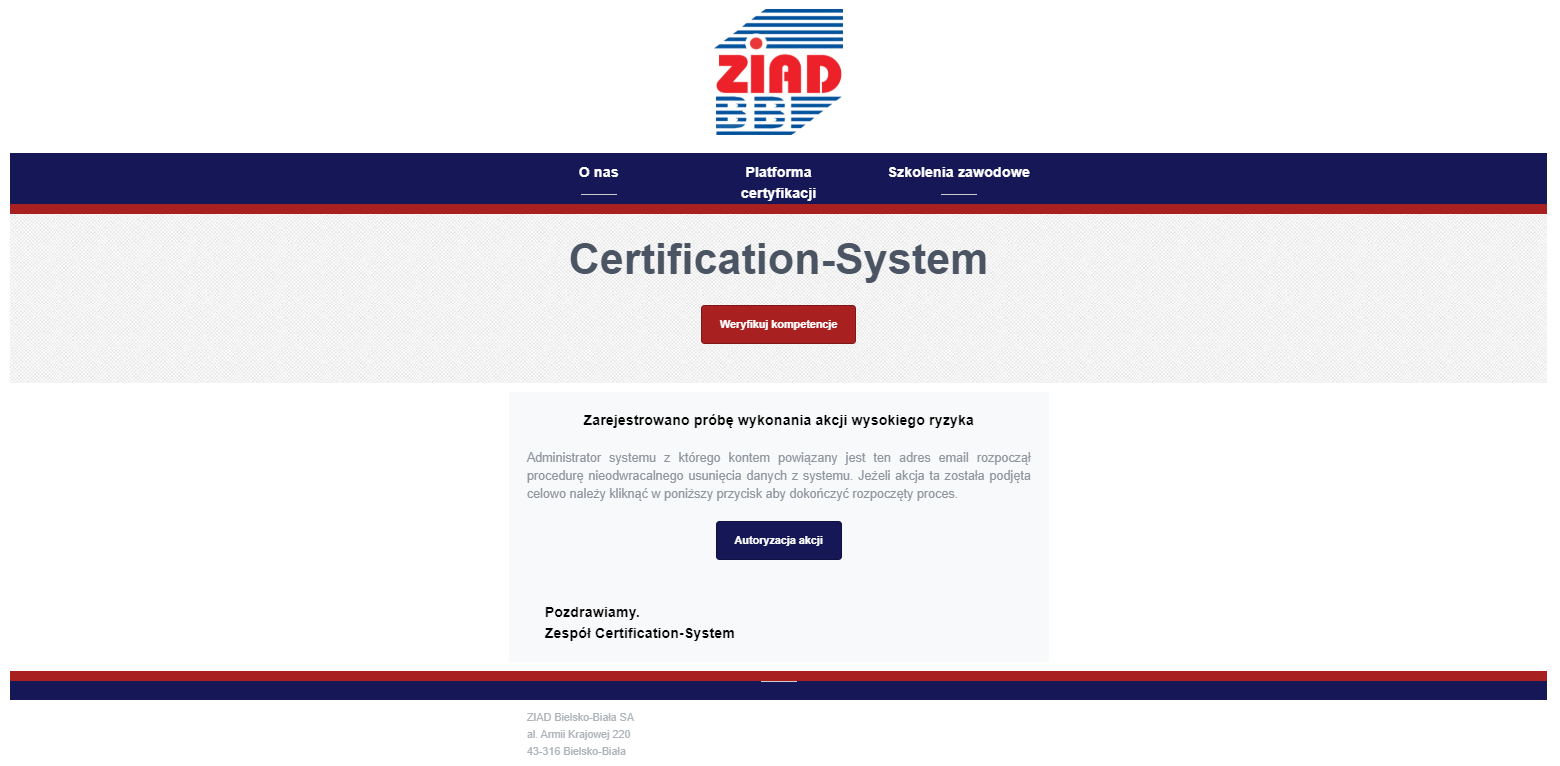 ZIAD
BB
O nas
Platforma
certyfikacji
Szkolenia zawodowe
Certification-System
Weryfikuj kompetencje
Zarejestrowano próbę wykonania akcji wysokiego ryzyka
Administrator systemu z którego kontem powiązany jest ten adres email rozpoczął
procedurę nieodwracalnego usunięcia danych z systemu. Jeżeli akcja ta została podjęta
celowo należy kliknąć w poniższy przycisk aby dokończyć rozpoczęty proces.
Autoryzacja akcji
Pozdrawiamy.
Zespół Certification-System
ZIAD Bielsko-Biała SA
al. Armii Krajowej 220
43-316 Bielsko-Biała